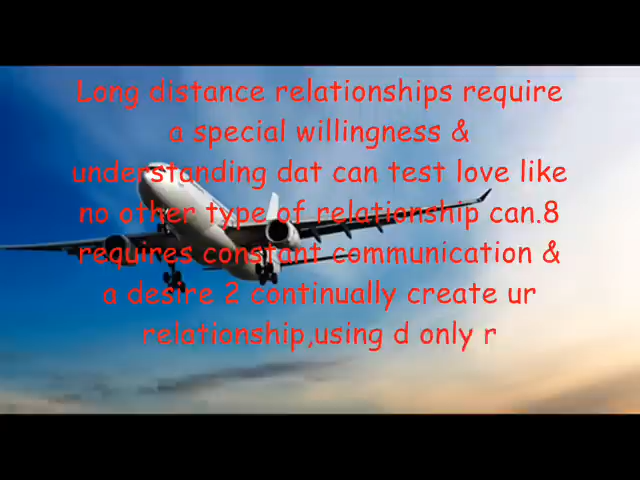 Long distance relationships require
a special willingness &
understanding dat can test love like
no other type of relationship can.8
requires constant communication &
a desire 2 continually create ur
relationship,using d only r